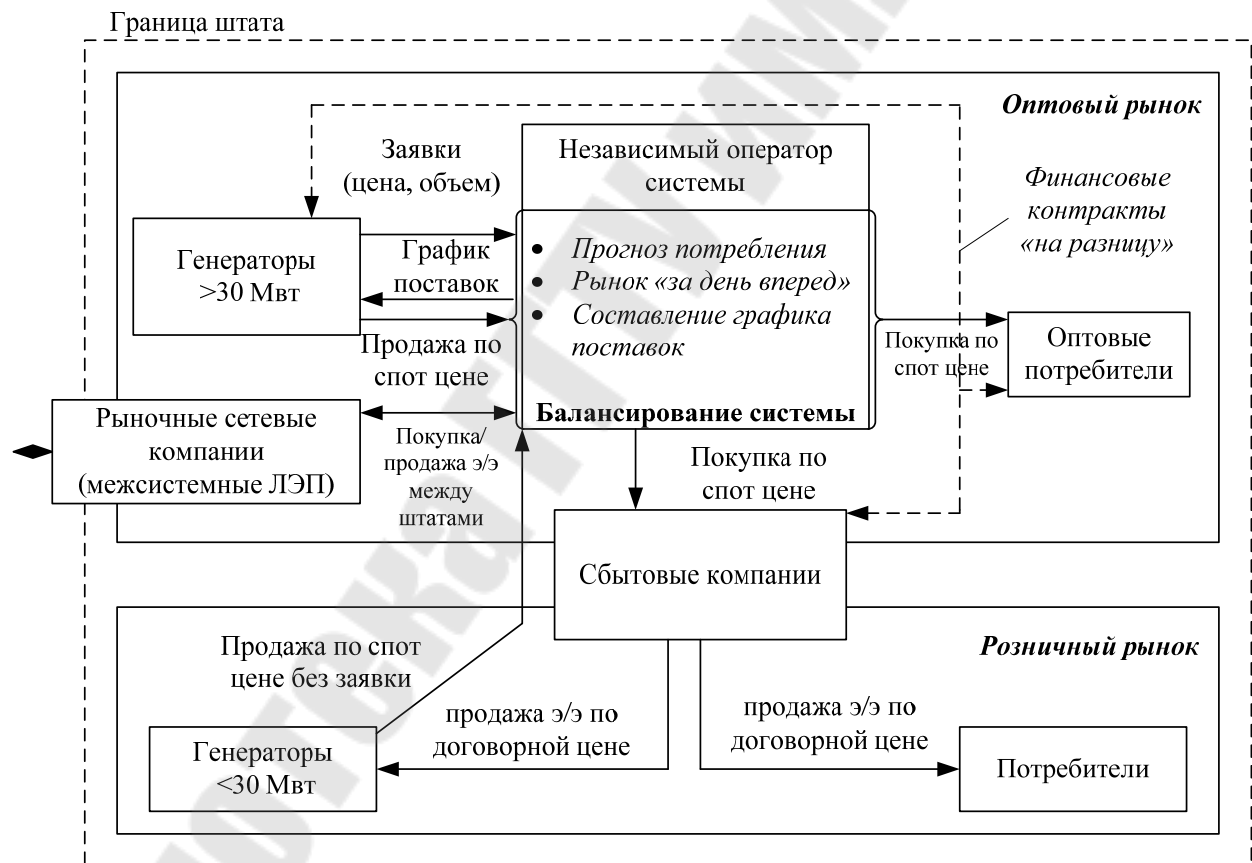 Граница штата
Оптовый рынок
Заявки
(цена, объем)
Независимый оператор
системы
Финансовые
контракты
«на разницу»
Генераторы
>30 Мвт
График
поставок
• Прогноз потребления
• Рынок «за день вперед»
• Составление графика
поставок
Продажа по
спот цене
Покупка по
спот цене
Оптовые
потребители
Балансирование системы
Рыночные сетевые
компании
(межсистемные ЛЭП)
Покупка/
продажа э/э
между
штатами
Покупка по
спот цене
Сбытовые компании
Розничный рынок
Продажа по спот
цене без заявки
продажа э/э по
договорной цене
продажа э/э по
договорной цене
Генераторы
<30 Мвт
Потребители